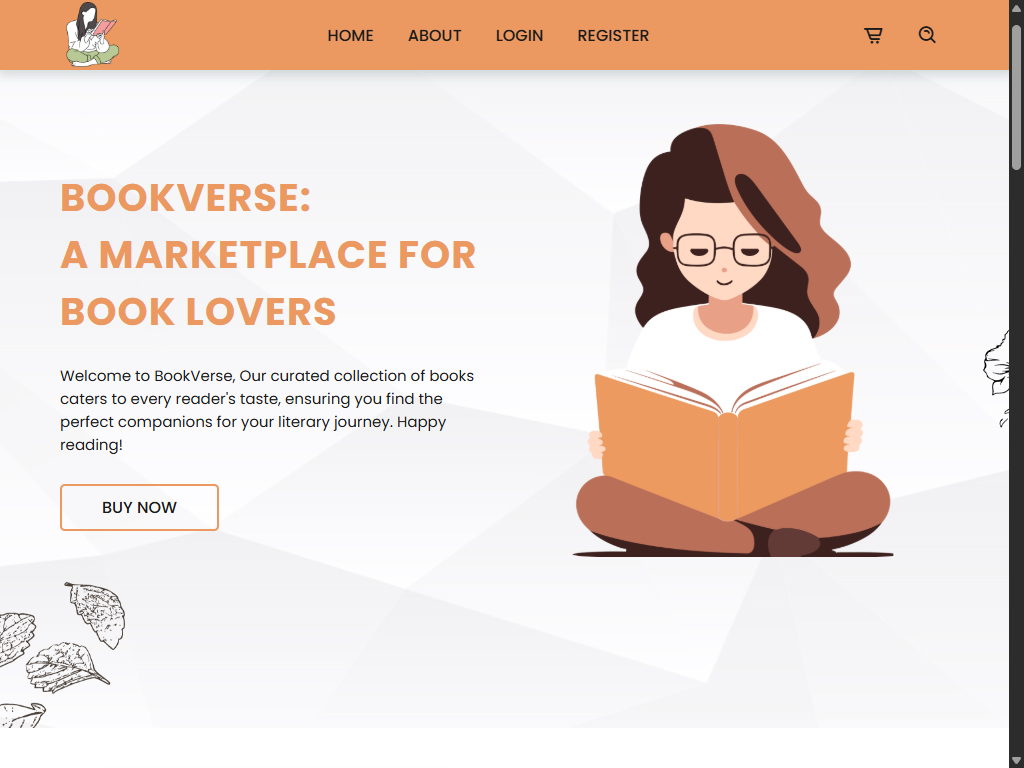 HOME ABOUT LOGIN REGISTER
BOOKVERSE:
A MARKETPLACE FOR
BOOK LOVERS
Welcome to BookVerse, Our curated collection of books
caters to every reader's taste, ensuring you find the
perfect companions for your literary journey. Happy
reading!
BUY NOW